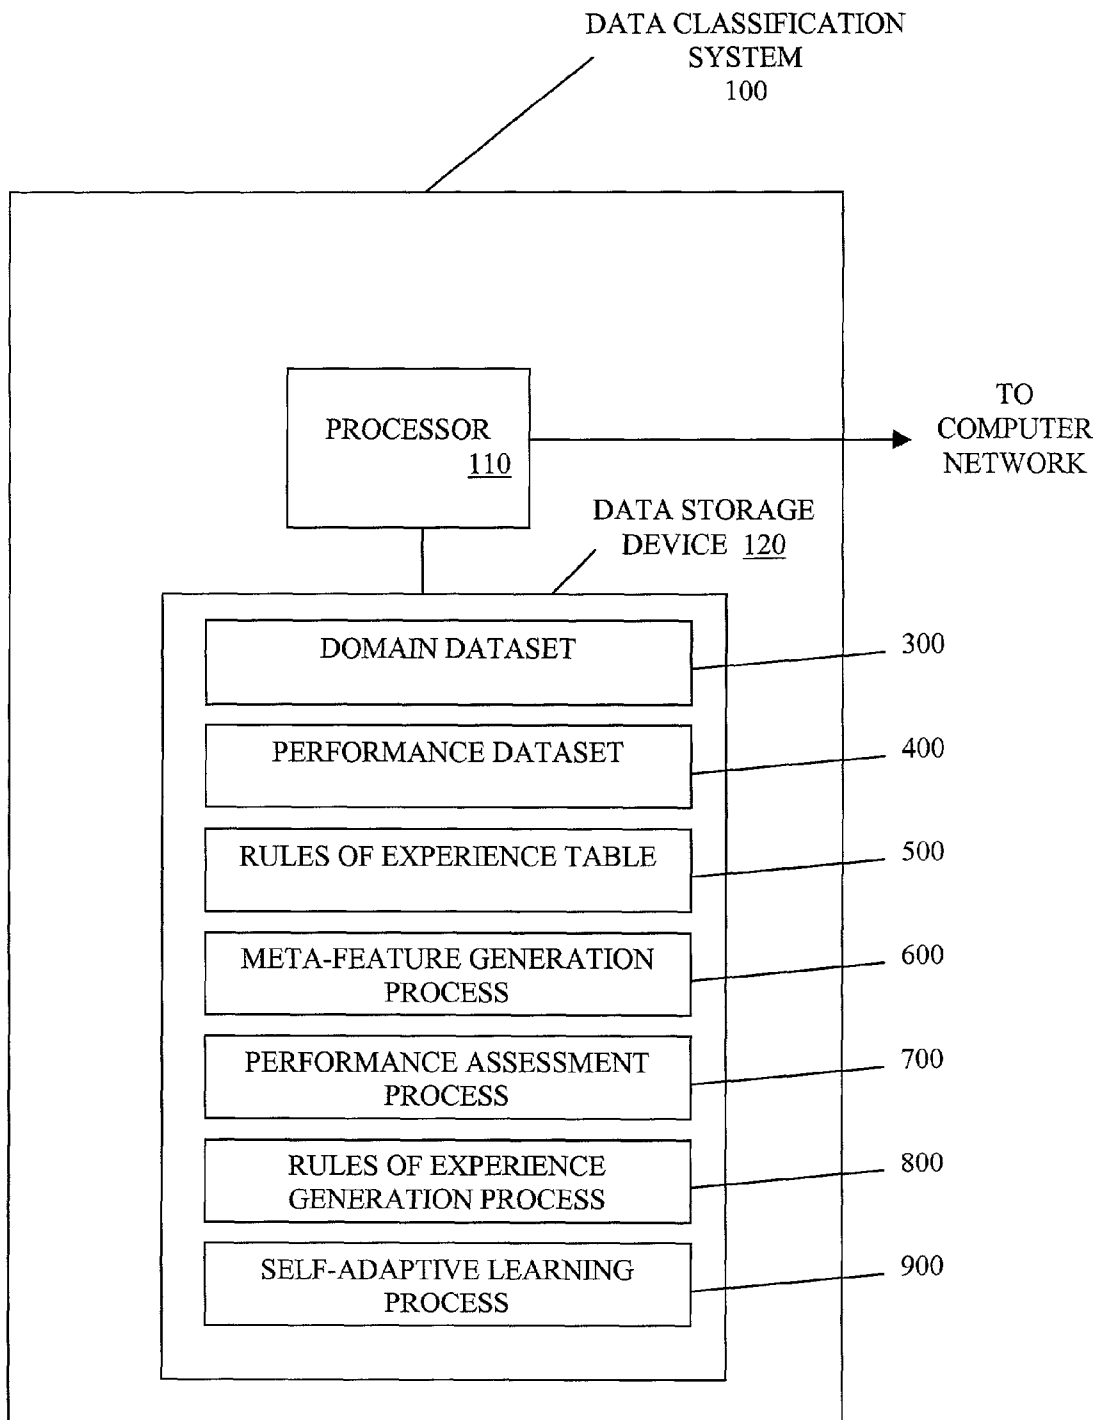 DATA CLASSIFICATION
SYSTEM
100
PROCESSOR
110
TO
COMPUTER
NETWORK
DATA STORAGE
DEVICE 120
DOMAIN DATASET
300
PERFORMANCE DATASET
400
RULES OF EXPERIENCE TABLE
500
META-FEATURE GENERATION
PROCESS
600
PERFORMANCE ASSESSMENT
PROCESS
700
RULES OF EXPERIENCE
GENERATION PROCESS
800
SELF-ADAPTIVE LEARNING
PROCESS
900